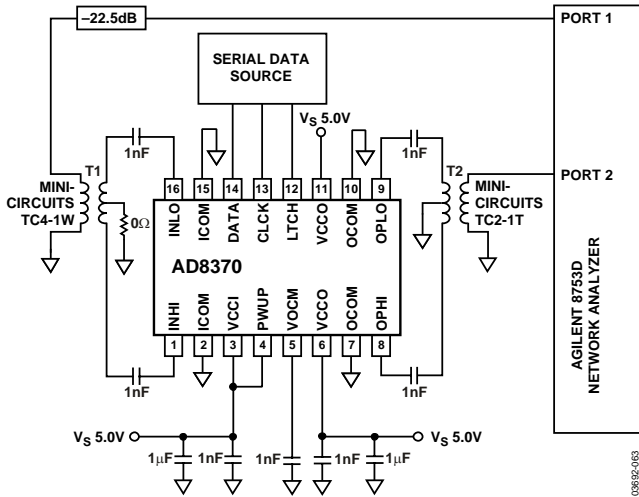 –22.5dB
PORT 1
SERIAL DATA
SOURCE
VS 5.0V
1nF
1nF
T1
T2
MINI-
CIRCUITS
TC4-1W
0Ω
16 15 14 13 12 11 10 9
INLO ICOM DATA CLCK LTCH VCCO OCOM OPLO
MINI-
CIRCUITS
TC2-1T
PORT 2
AD8370
INHI ICOM VCCI PWUP VOCM VCCO OCOM OPHI
1 2 3 4 5 6 7 8
1nF
1nF
VS 5.0V
VS 5.0V
1µF 1nF 1nF 1nF 1µF
AGILENT 8753D
NETWORK ANALYZER
03692-063